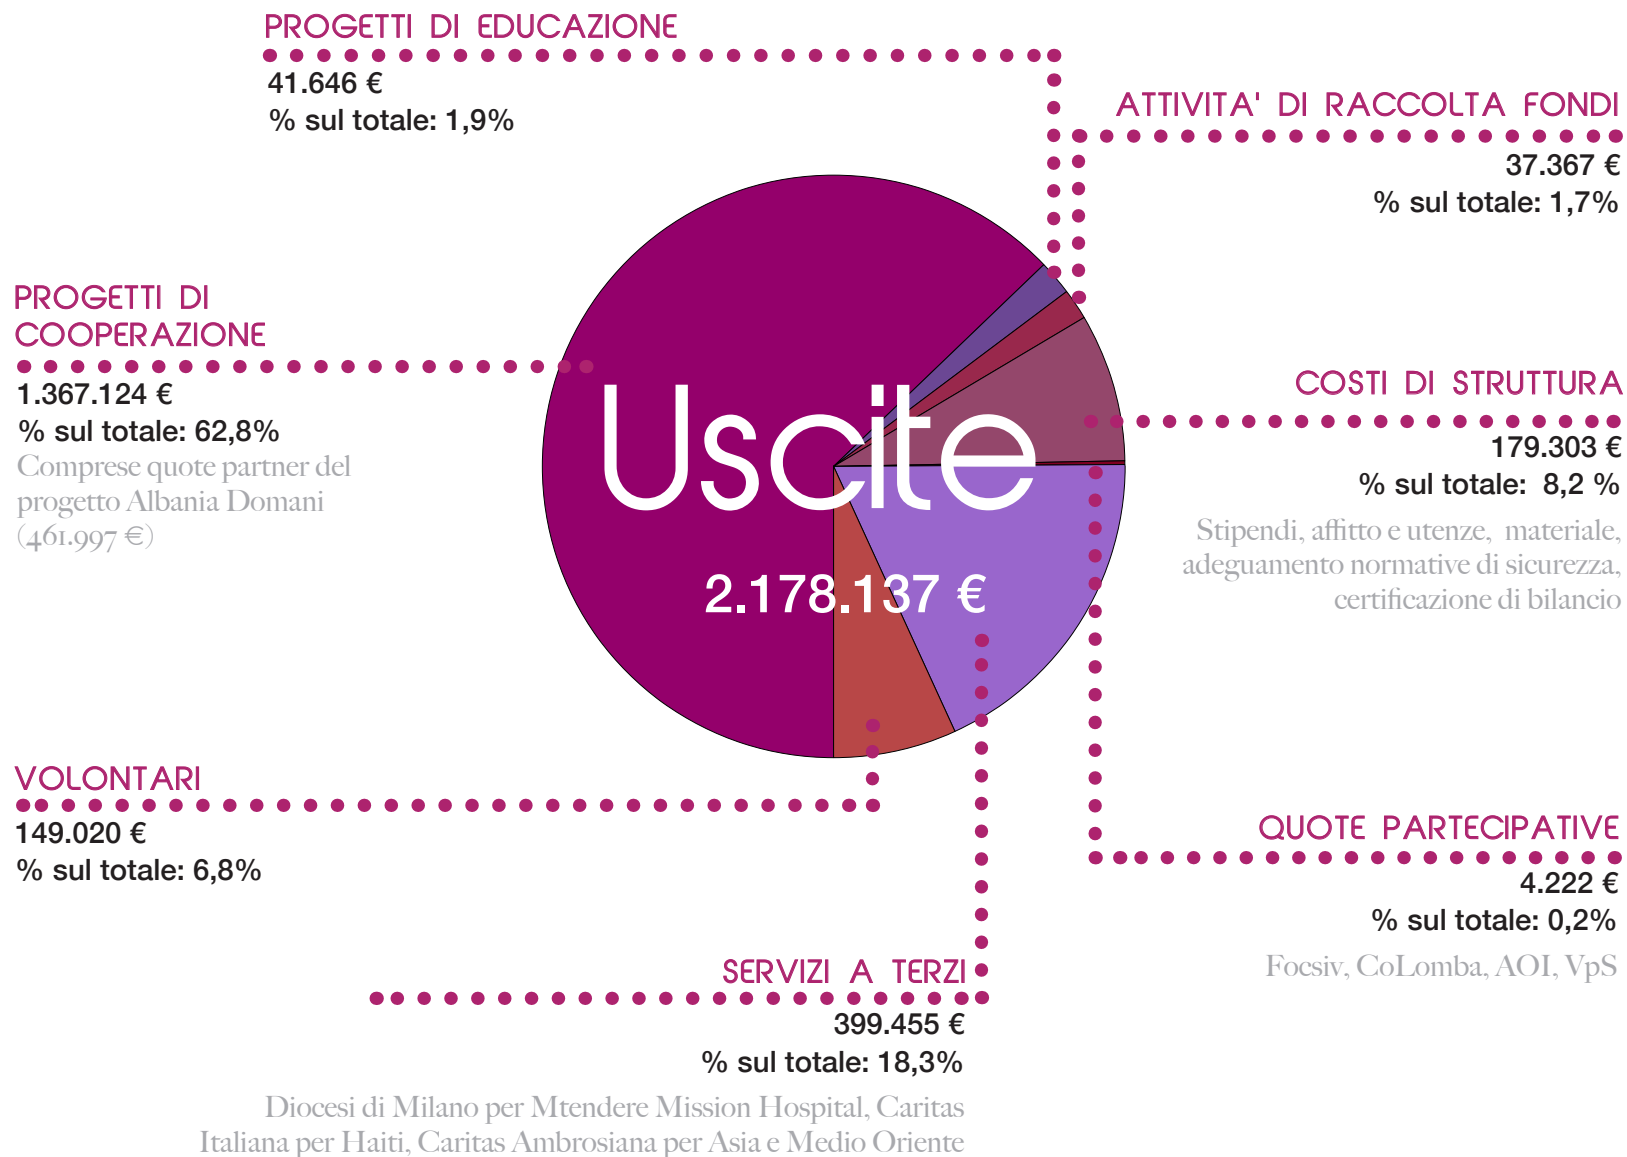 PROGETTI DI EDUCAZIONE
41.646 €
% sul totale: 1,9%
ATTIVITA' DI RACCOLTA FONDI
37.367 €
% sul totale: 1,7%
PROGETTI DI
COOPERAZIONE
1.367.124 €
% sul totale: 62,8%
Comprese quote partner del
progetto Albania Domani
(461.997 €)
Uscite
2.178.137 €
COSTI DI STRUTTURA
179.303 €
% sul totale: 8,2 %
Stipendi, affitto e utenze, materiale,
adeguamento normative di sicurezza,
certificazione di bilancio
VOLONTARI
149.020 €
% sul totale: 6,8%
QUOTE PARTECIPATIVE
4.222 €
% sul totale: 0,2%
Focsiv, CoLomba, AOI, VpS
SERVIZI A TERZI
399.455 €
% sul totale: 18,3%
Diocesi di Milano per Mtendere Mission Hospital, Caritas
Italiana per Haiti, Caritas Ambrosiana per Asia e Medio Oriente